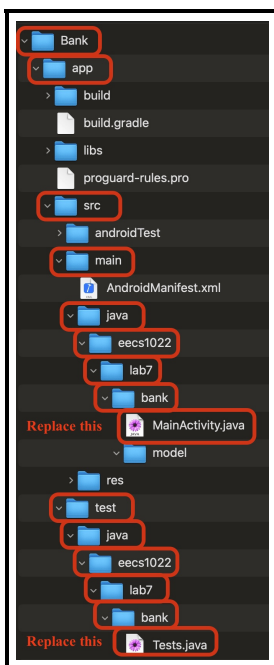 Bank
app
build
build.gradle
libs
proguard-rules.pro
src
androidTest
main
AndroidManifest.xml
java
eecs1022
lab7
bank
Replace this MainActivity.java
model
res
test
java
eecs1022
lab7
bank
Replace this Tests.java